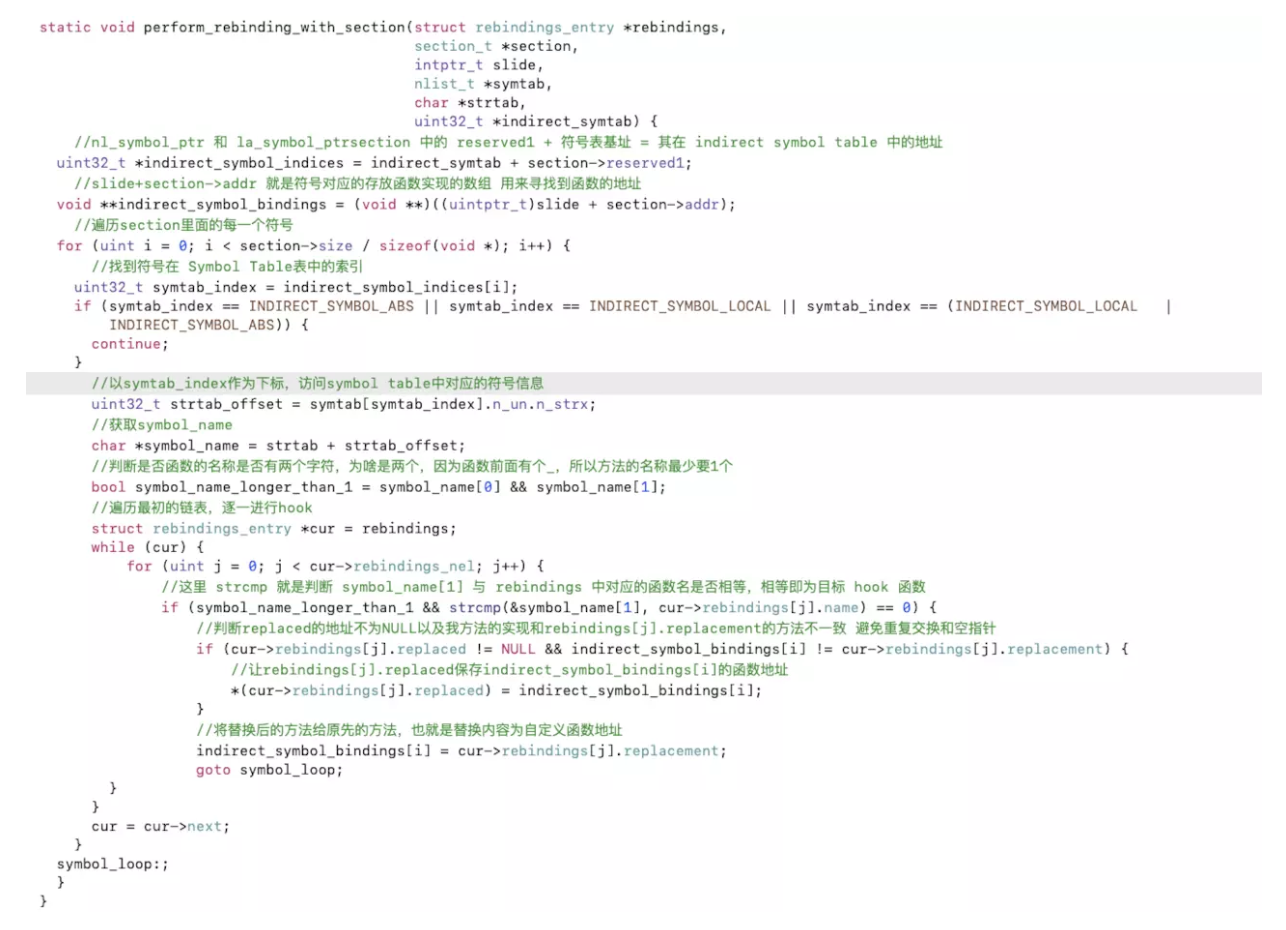 static void perform_rebinding_with_section(struct rebindings_entry *rebindings,
section_t *section,
intptr_t slide,
nlist_t *symtab,
char *strtab,
uint32_t *indirect_symtab) {
//nl_symbol_ptr 和 la_symbol_ptrsection 中的 reserved1 + 符号表基址 = 其在 indirect symbol table 中的地址
uint32_t *indirect_symbol_indices = indirect_symtab + section->reserved1;
//slide+section->addr 就是符号对应的存放函数实现的数组 用来寻找到函数的地址
void **indirect_symbol_bindings = (void **)((uintptr_t)slide + section->addr);
//遍历section里面的每一个符号
for (uint i = 0; i < section->size / sizeof(void *); i++) {
//找到符号在 Symbol Table表中的索引
uint32_t symtab_index = indirect_symbol_indices[i];
if (symtab_index == INDIRECT_SYMBOL_ABS || symtab_index == INDIRECT_SYMBOL_LOCAL || symtab_index == (INDIRECT_SYMBOL_LOCAL |
INDIRECT_SYMBOL_ABS)) {
continue;
}
//以symtab_index作为下标，访问symbol table中对应的符号信息
uint32_t strtab_offset = symtab[symtab_index].n_un.n_strx;
//获取symbol_name
char *symbol_name = strtab + strtab_offset;
//判断是否函数的名称是否有两个字符，为啥是两个，因为函数前面有个_，所以方法的名称最少要1个
bool symbol_name_longer_than_1 = symbol_name[0] && symbol_name[1];
//遍历最初的链表，逐一进行hook
struct rebindings_entry *cur = rebindings;
while (cur) {
for (uint j = 0; j < cur->rebindings_nel; j++) {
//这里 strcmp 就是判断 symbol_name[1] 与 rebindings 中对应的函数名是否相等，相等即为目标 hook 函数
if (symbol_name_longer_than_1 && strcmp(&symbol_name[1], cur->rebindings[j].name) == 0) {
//判断replaced的地址不为NULL以及我方法的实现和rebindings[j].replacement的方法不一致 避免重复交换和空指针
if (cur->rebindings[j].replaced != NULL && indirect_symbol_bindings[i] != cur->rebindings[j].replacement) {
//让rebindings[j].replaced保存indirect_symbol_bindings[i]的函数地址
*(cur->rebindings[j].replaced) = indirect_symbol_bindings[i];
}
//将替换后的方法给原先的方法，也就是替换内容为自定义函数地址
indirect_symbol_bindings[i] = cur->rebindings[j].replacement;
goto symbol_loop;
}
}
cur = cur->next;
}
symbol_loop:;
}
}